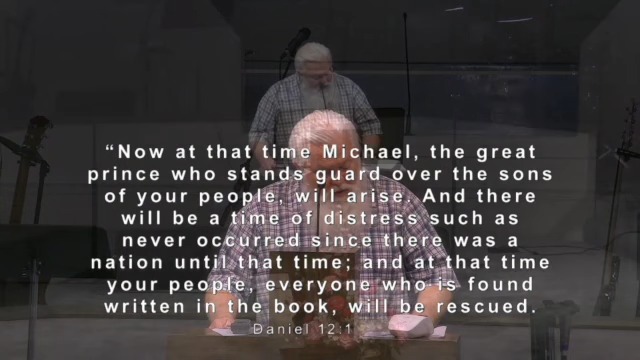 “Now at that time Michael, the great
prince who stands guard over the sons
of your people, will arise. And there
will be a time of distress such as
never occurred since there was a
nation until that time; and at that time
your people, everyone who is found
written in the book, will be rescued.
Daniel 12:1